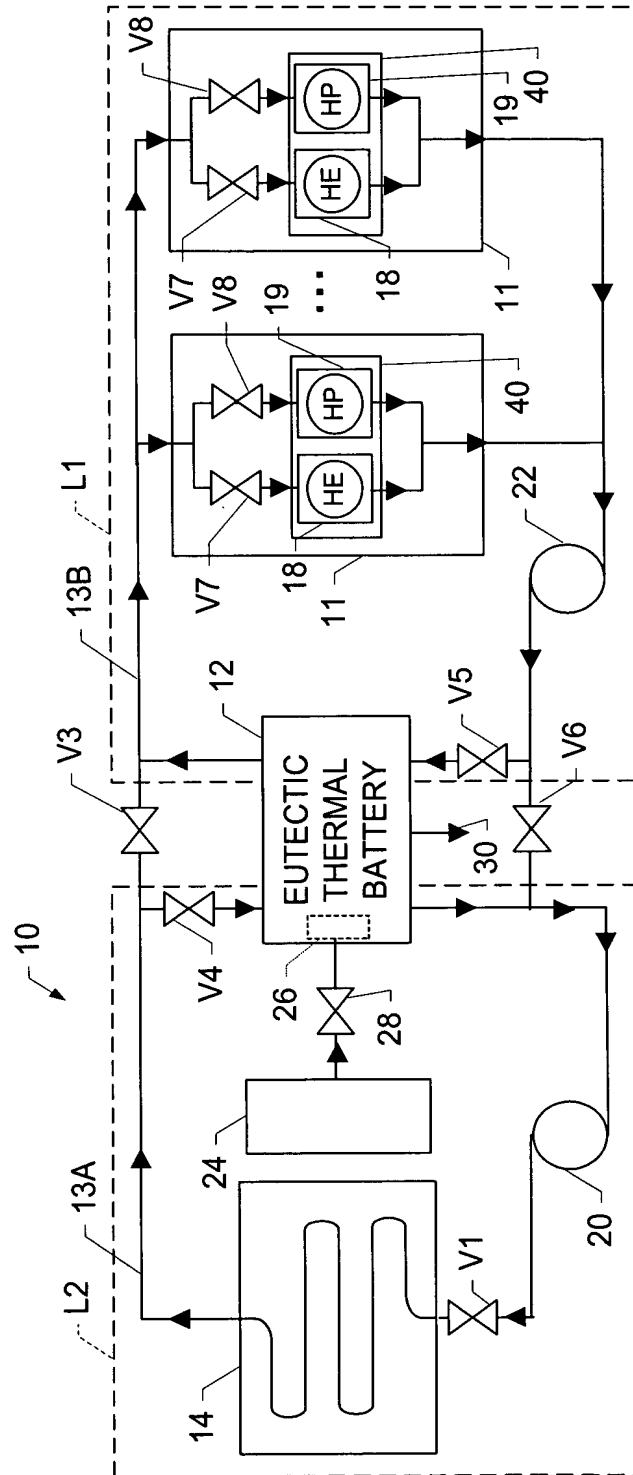 10
L2
13A
V3
13B
L1
14
24
26
28
V4
12
EUTECTIC
THERMAL
BATTERY
30
V5
V6
V1
20
22
V7
V8
HE
HP
18
19
40
11
...
V7
V8
HE
HP
18
19
40
11